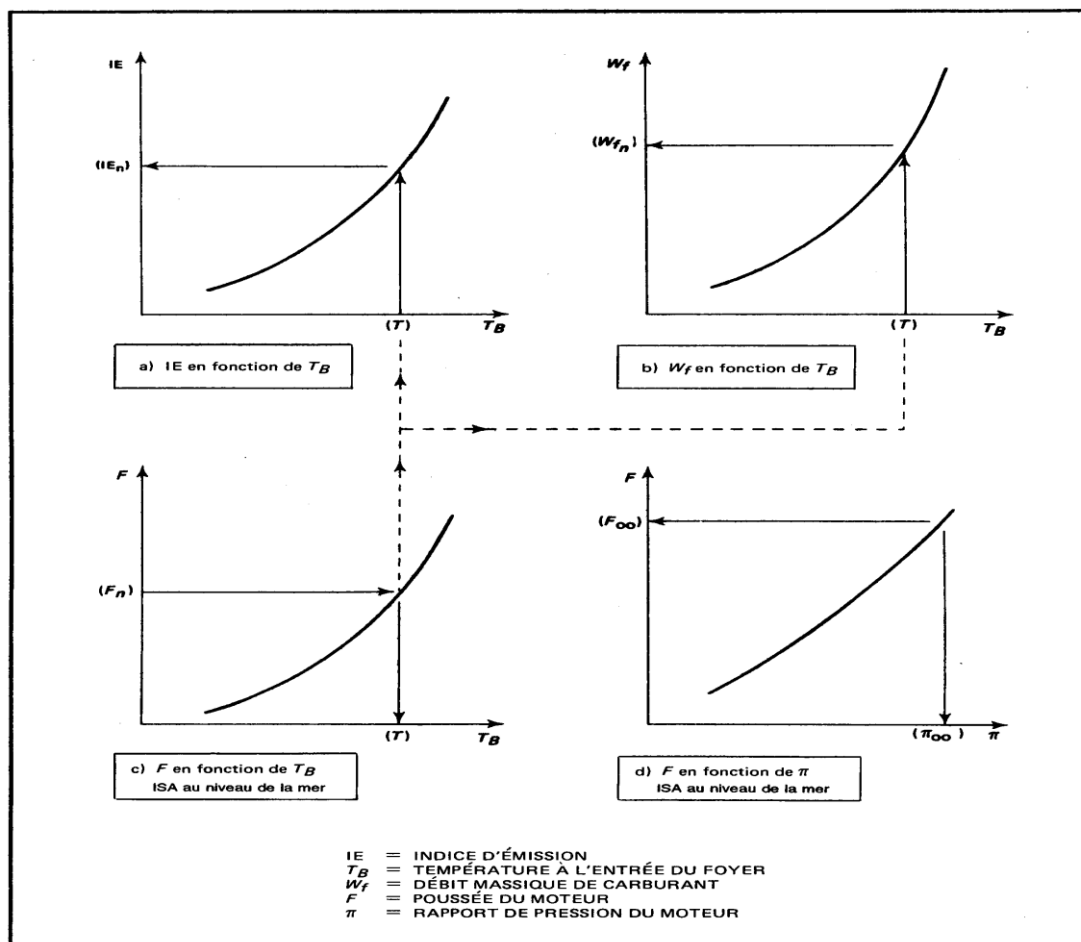 IE
(IEn)
(T)
TB
a) IE en fonction de TB
Wf
(Wfn)
(T)
TB
b) Wf en fonction de TB
F
(Fn)
(T)
TB
c) F en fonction de TB
ISA au niveau de la mer
F
(Foo)
(πoo)
π
d) F en fonction de π
ISA au niveau de la mer
IE = INDICE D'ÉMISSION
TB = TEMPÉRATURE À L'ENTRÉE DU FOYER
Wf = DÉBIT MASSIQUE DE CARBURANT
F = POUSSÉE DU MOTEUR
π = RAPPORT DE PRESSION DU MOTEUR